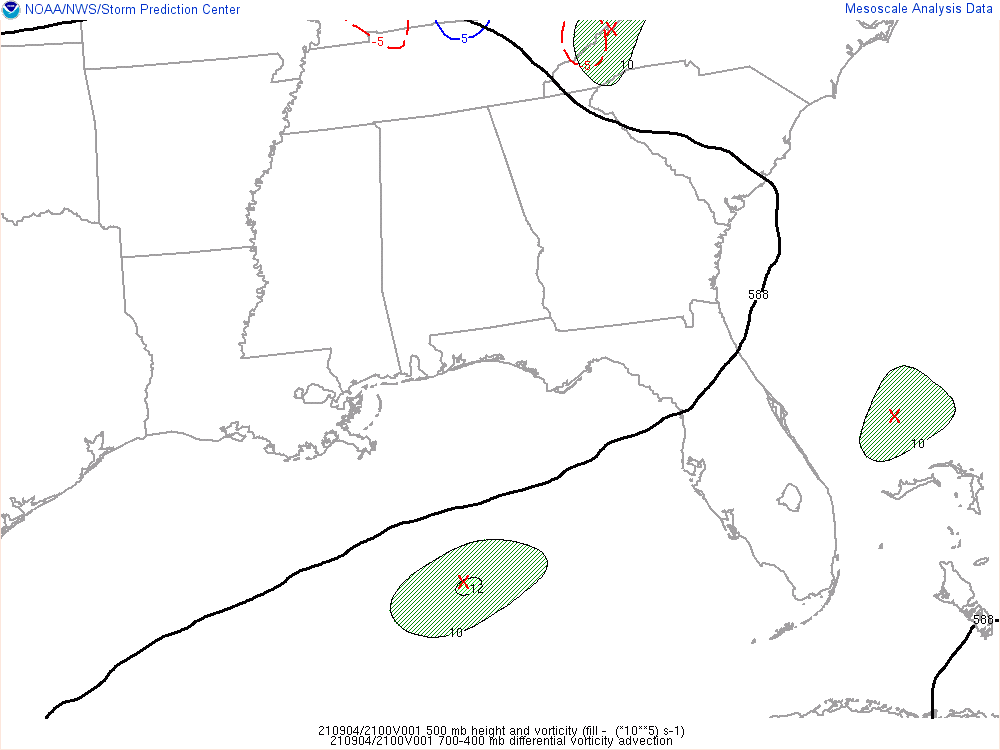 NOAA/NWS/Storm Prediction Center Mesoscale Analysis Data
-5
5
-5
10
X
588
X
10
X
12
10
588
210904/2100V001 500 mb height and vorticity (fill - (*10**5) s-1)
210904/2100V001 700-400 mb differential vorticity advection